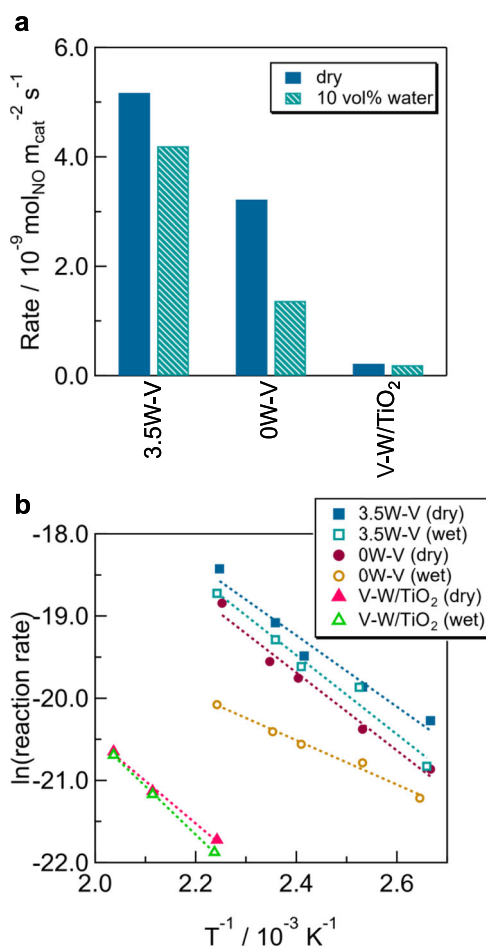 a
Rate / 10⁻⁹ mol_NO m_cat⁻² s⁻¹
6.0
4.0
2.0
0.0
dry
10 vol% water
3.5W-V
0W-V
V-W/TiO₂
b
ln(reaction rate)
-18.0
-19.0
-20.0
-21.0
-22.0
3.5W-V (dry)
3.5W-V (wet)
0W-V (dry)
0W-V (wet)
V-W/TiO₂ (dry)
V-W/TiO₂ (wet)
2.0 2.2 2.4 2.6
T⁻¹ / 10⁻³ K⁻¹